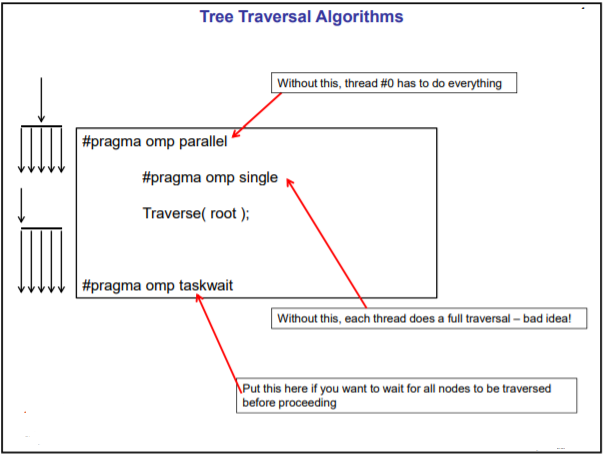 Tree Traversal Algorithms
Without this, thread #0 has to do everything
#pragma omp parallel
#pragma omp single
Traverse( root );
#pragma omp taskwait
Without this, each thread does a full traversal – bad idea!
Put this here if you want to wait for all nodes to be traversed
before proceeding